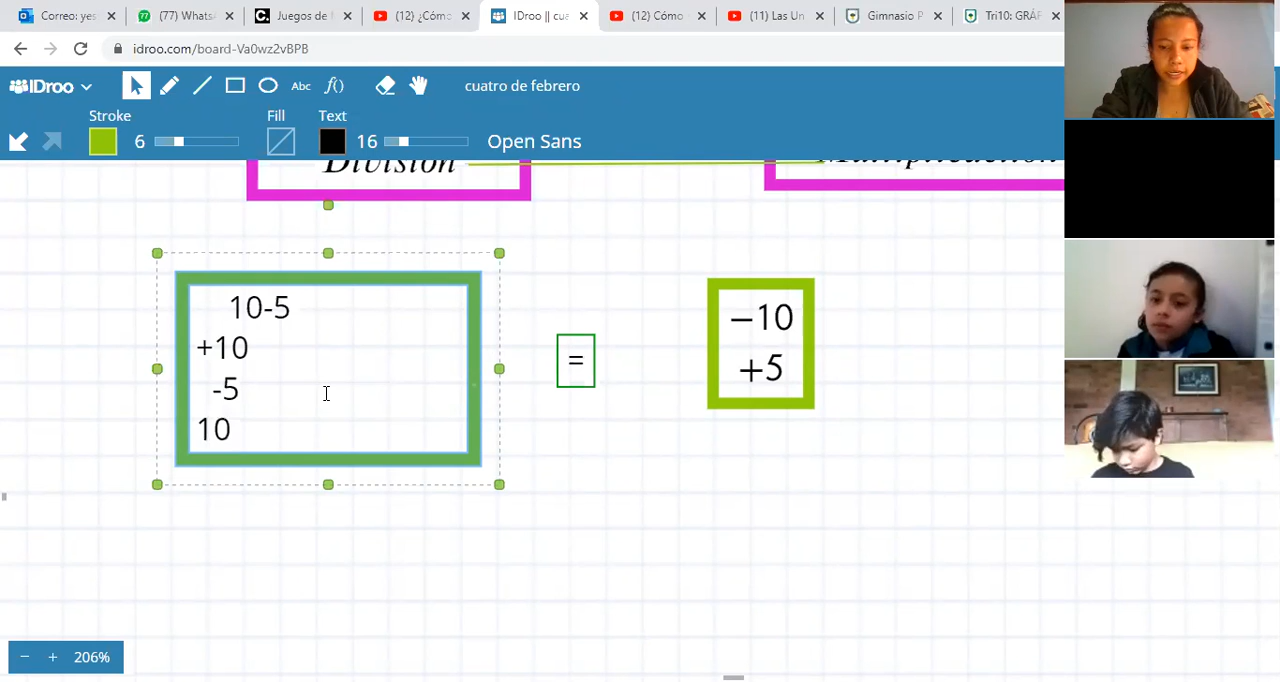 Correo: yes
(77) Whats
Juegos de
(12) ¿Cómo
IDroo || cua
(12) Cómo
(11) Las Un
Gimnasio P
Tri10: GRÁF
idroo.com/board-Va0wz2vBPB
IDroo
Abc
f()
cuatro de febrero
Stroke
Fill
Text
6
16
Open Sans
División
Multiplicación
10-5
+10
-5
10
=
−10
+5
− + 206%